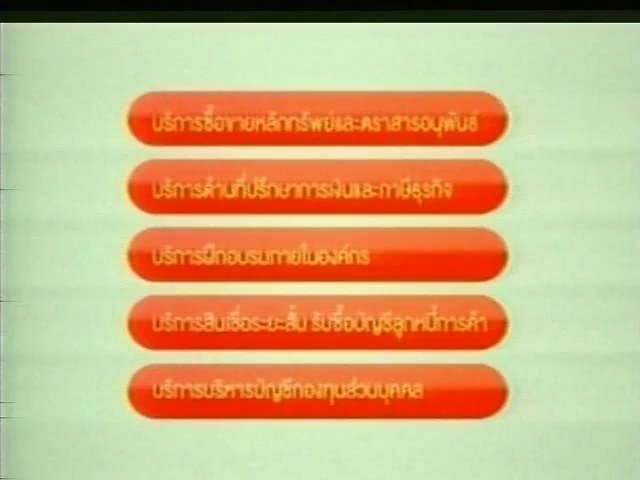 บริการซื้อขายหลักทรัพย์และตราสารอนุพันธ์
บริการด้านที่ปรึกษาการเงินและภาษีธุรกิจ
บริการฝึกอบรมภายในองค์กร
บริการสินเชื่อระยะสั้น รับซื้อบัญชีลูกหนี้การค้า
บริการบริหารบัญชีกองทุนส่วนบุคคล